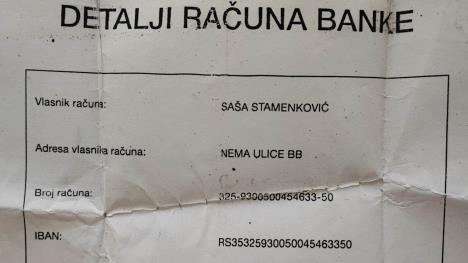 DETALJI RAČUNA BANKE
Vlasnik računa: SAŠA STAMENKOVIĆ
Adresa vlasnika računa: NEMA ULICE BB
Broj računa: 325-9300500454633-50
IBAN: RS35325930050045463350